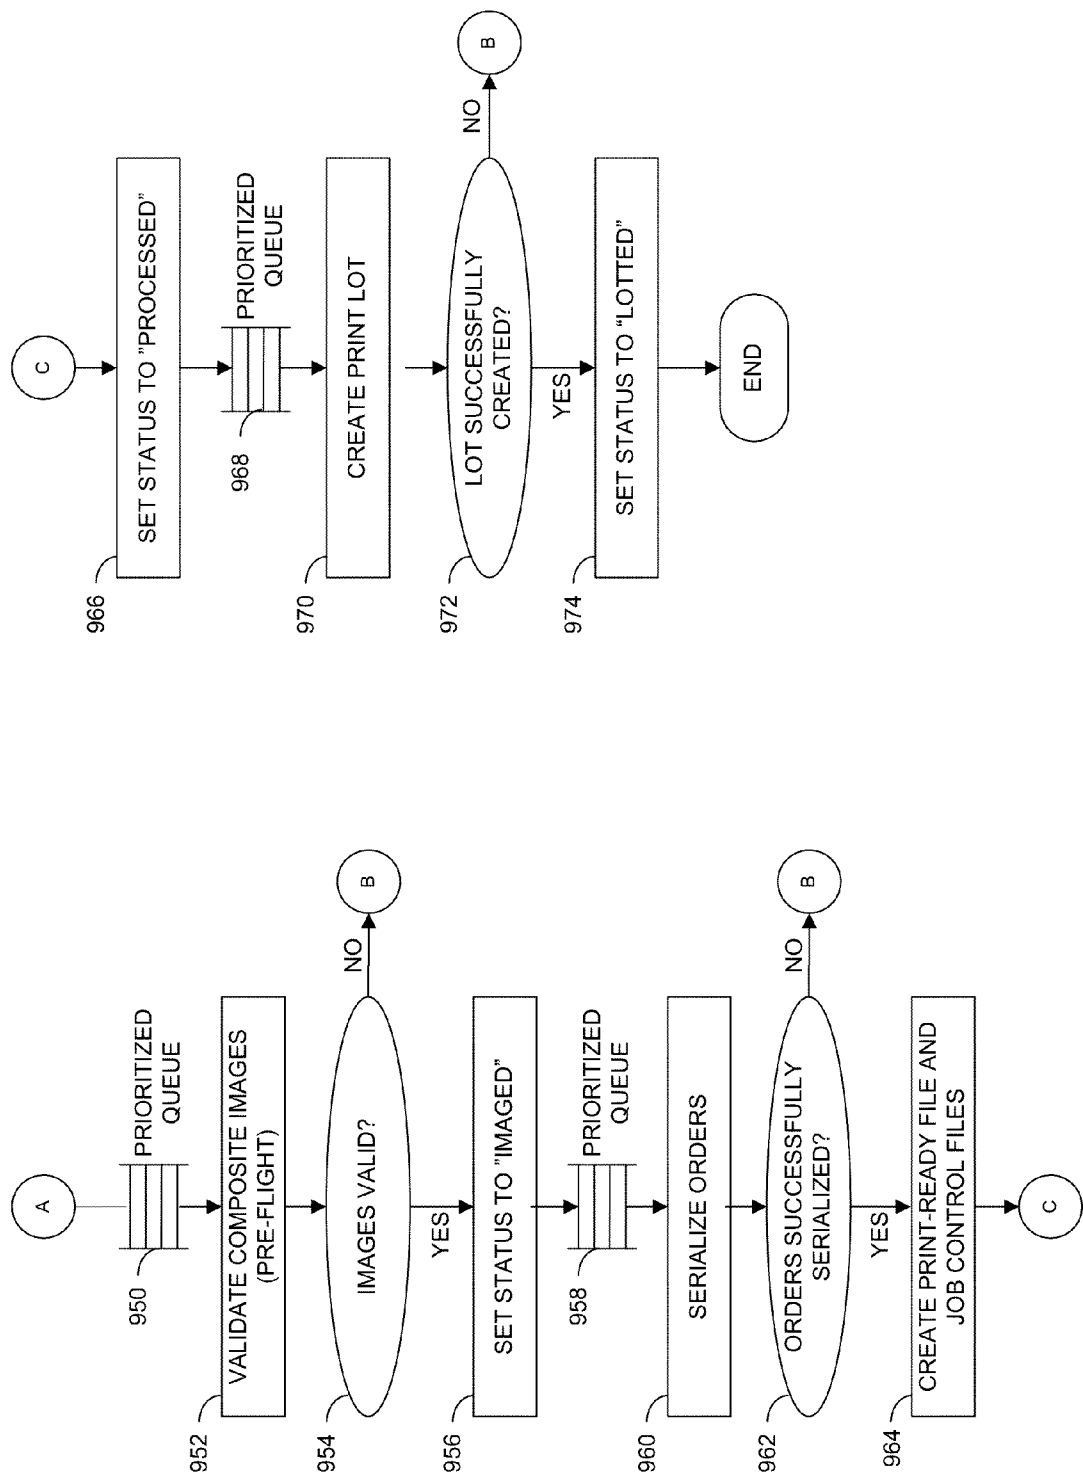 A
950
PRIORITIZED
QUEUE
952
VALIDATE COMPOSITE IMAGES
(PRE-FLIGHT)
954
IMAGES VALID?
NO
B
YES
956
SET STATUS TO "IMAGED"
958
PRIORITIZED
QUEUE
960
SERIALIZE ORDERS
962
ORDERS SUCCESSFULLY
SERIALIZED?
NO
B
YES
964
CREATE PRINT-READY FILE AND
JOB CONTROL FILES
C
C
966
SET STATUS TO "PROCESSED"
968
PRIORITIZED
QUEUE
970
CREATE PRINT LOT
972
LOT SUCCESSFULLY
CREATED?
NO
B
YES
974
SET STATUS TO "LOTTED"
END